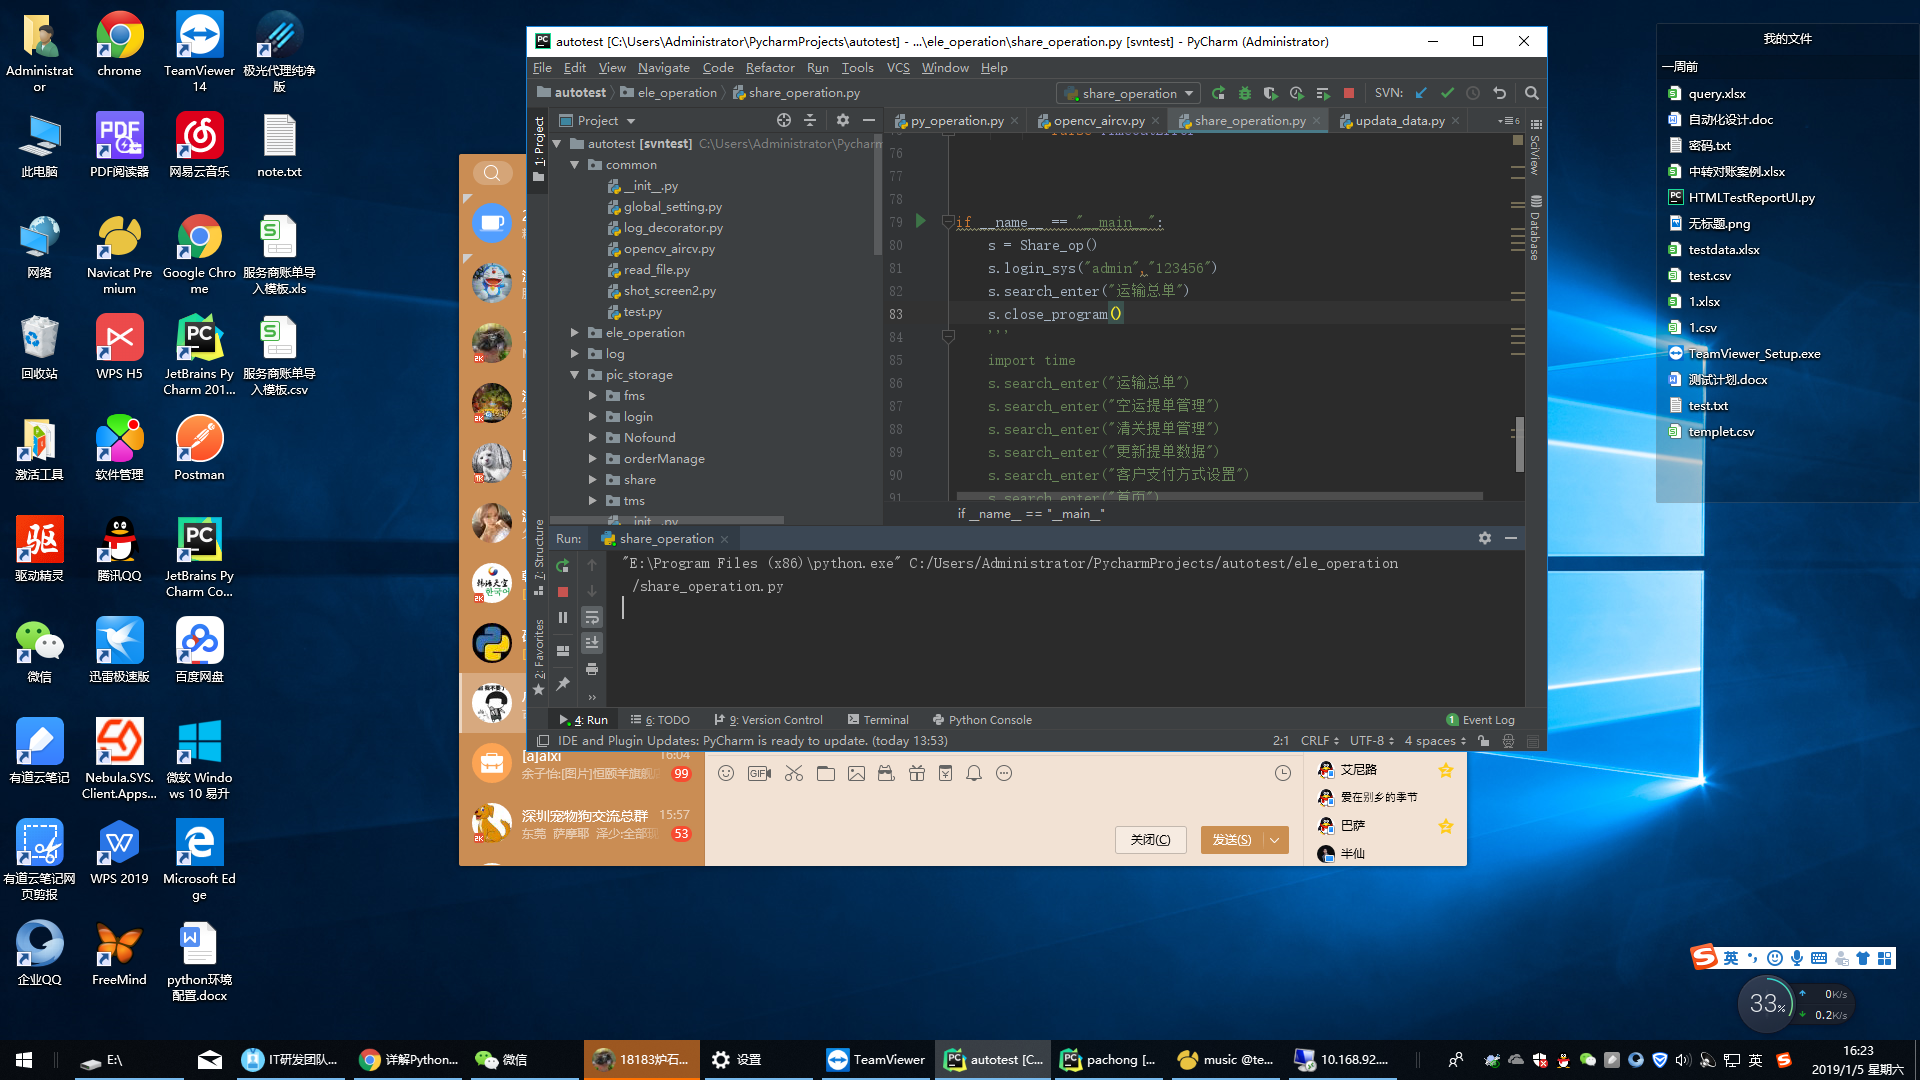 Administrat
or
chrome
TeamViewer
14
极光代理纯净
版
此电脑
PDF阅读器
网易云音乐
note.txt
网络
Navicat Pre
mium
Google Chro
me
服务商账单导
入模板.xls
回收站
WPS H5
JetBrains Py
Charm 201...
服务商账单导
入模板.csv
激活工具
软件管理
Postman
驱动精灵
腾讯QQ
JetBrains Py
Charm Co...
微信
迅雷极速版
百度网盘
有道云笔记
Nebula.SYS.
Client.Apps...
微软 Windo
ws 10 易升
有道云笔记网
页剪报
WPS 2019
Microsoft Ed
ge
企业QQ
FreeMind
python环境
配置.docx
autotest [C:\Users\Administrator\PycharmProjects\autotest] - ...\ele_operation\share_operation.py [svntest] - PyCharm (Administrator)
File Edit View Navigate Code Refactor Run Tools VCS Window Help
autotest ele_operation share_operation.py
share_operation
SVN:
1: Project
Project
py_operation.py
opencv_aircv.py
share_operation.py
updata_data.py
SciView
Database
autotest [svntest] C:\Users\Administrator\Pycharm
common
__init__.py
global_setting.py
log_decorator.py
opencv_aircv.py
read_file.py
shot_screen2.py
test.py
ele_operation
log
pic_storage
fms
login
Nofound
orderManage
share
tms
__init__.py
76
77
78
79 if __name__ == "__main__":
80 s = Share_op()
81 s.login_sys("admin","123456")
82 s.search_enter("运输总单")
83 s.close_program()
84 '''
85 import time
86 s.search_enter("运输总单")
87 s.search_enter("空运提单管理")
88 s.search_enter("清关提单管理")
89 s.search_enter("更新提单数据")
90 s.search_enter("客户支付方式设置")
91 s.search_enter("首页")
if __name__ == "__main__"
7: Structure
2: Favorites
Run: share_operation
"E:\Program Files (x86)\python.exe" C:/Users/Administrator/PycharmProjects/autotest/ele_operation
/share_operation.py
4: Run
6: TODO
9: Version Control
Terminal
Python Console
1 Event Log
IDE and Plugin Updates: PyCharm is ready to update. (today 13:53)
2:1 CRLF UTF-8 4 spaces
[ajaIxI 16:04
余子怡:[图片]恒颐羊旗舰 99
深圳宠物狗交流总群 15:57
东莞 萨摩耶 泽少:全部 53
GIF
关闭(C)
发送(S)
艾尼路
爱在别乡的季节
巴萨
半仙
我的文件
一周前
query.xlsx
自动化设计.doc
密码.txt
中转对账案例.xlsx
HTMLTestReportUI.py
无标题.png
testdata.xlsx
test.csv
1.xlsx
1.csv
TeamViewer_Setup.exe
测试计划.docx
test.txt
templet.csv
英
33%
0K/s
0.2K/s
E:\
IT研发团队...
详解Python...
微信
18183炉石...
设置
TeamViewer
autotest [C...
pachong [...
music @te...
10.168.92....
英
16:23
2019/1/5 星期六